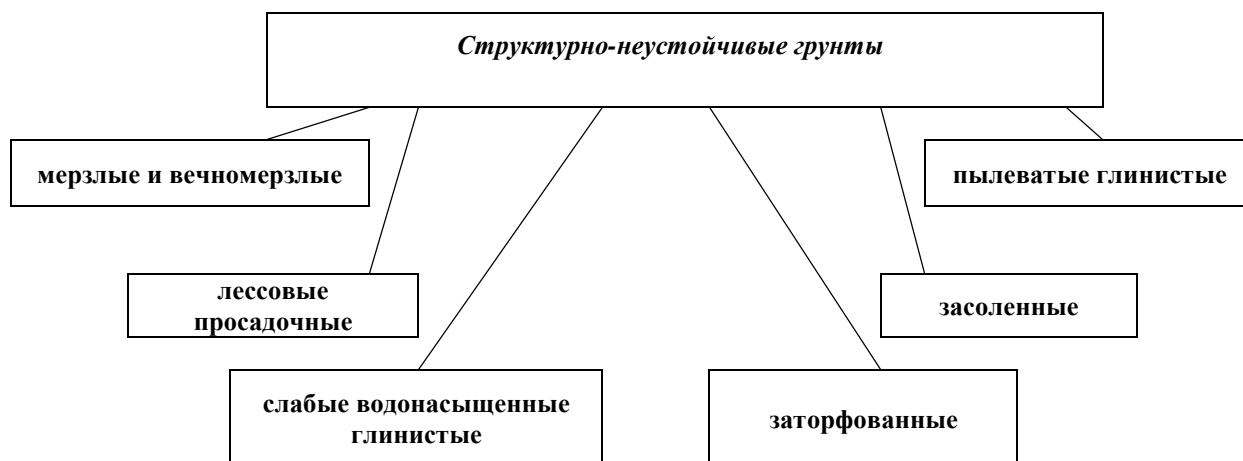 Структурно-неустойчивые грунты
мерзлые и вечномерзлые
пылеватые глинистые
лессовые
просадочные
засоленные
слабые водонасыщенные
глинистые
заторфованные